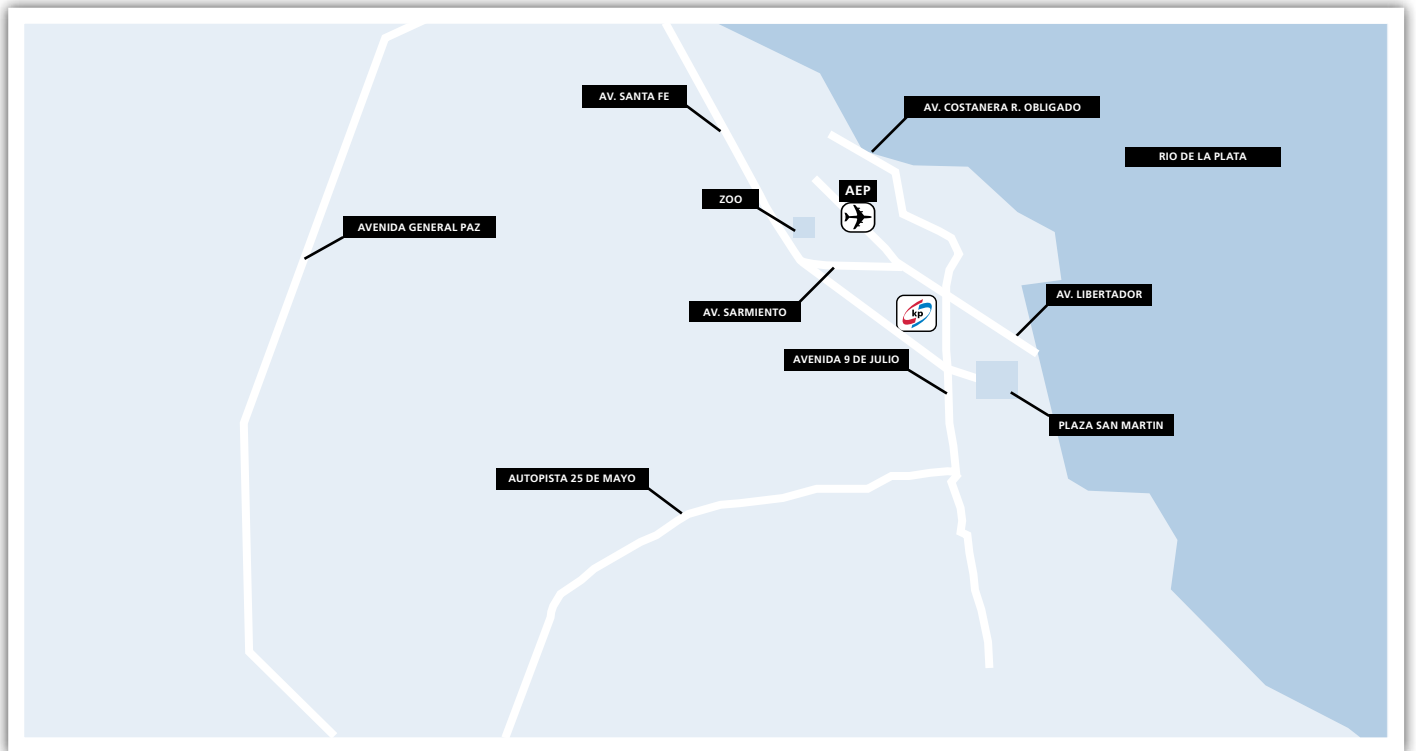 AV. SANTA FE
AV. COSTANERA R. OBLIGADO
RIO DE LA PLATA
AEP
ZOO
AVENIDA GENERAL PAZ
AV. LIBERTADOR
AV. SARMIENTO
kp
AVENIDA 9 DE JULIO
PLAZA SAN MARTIN
AUTOPISTA 25 DE MAYO